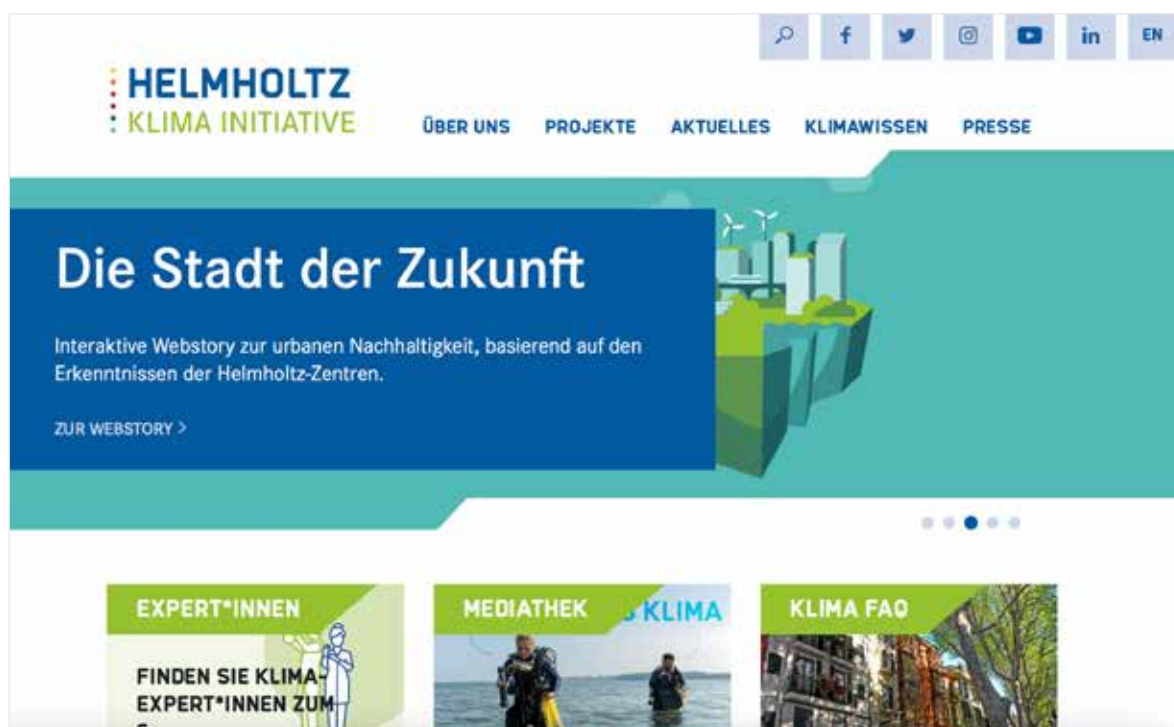 EN
HELMHOLTZ
KLIMA INITIATIVE
ÜBER UNS PROJEKTE AKTUELLES KLIMAWISSEN PRESSE
Die Stadt der Zukunft
Interaktive Webstory zur urbanen Nachhaltigkeit, basierend auf den
Erkenntnissen der Helmholtz-Zentren.
ZUR WEBSTORY >
EXPERT*INNEN
FINDEN SIE KLIMA-
EXPERT*INNEN ZUM
MEDIATHEK
KLIMA
KLIMA FAQ